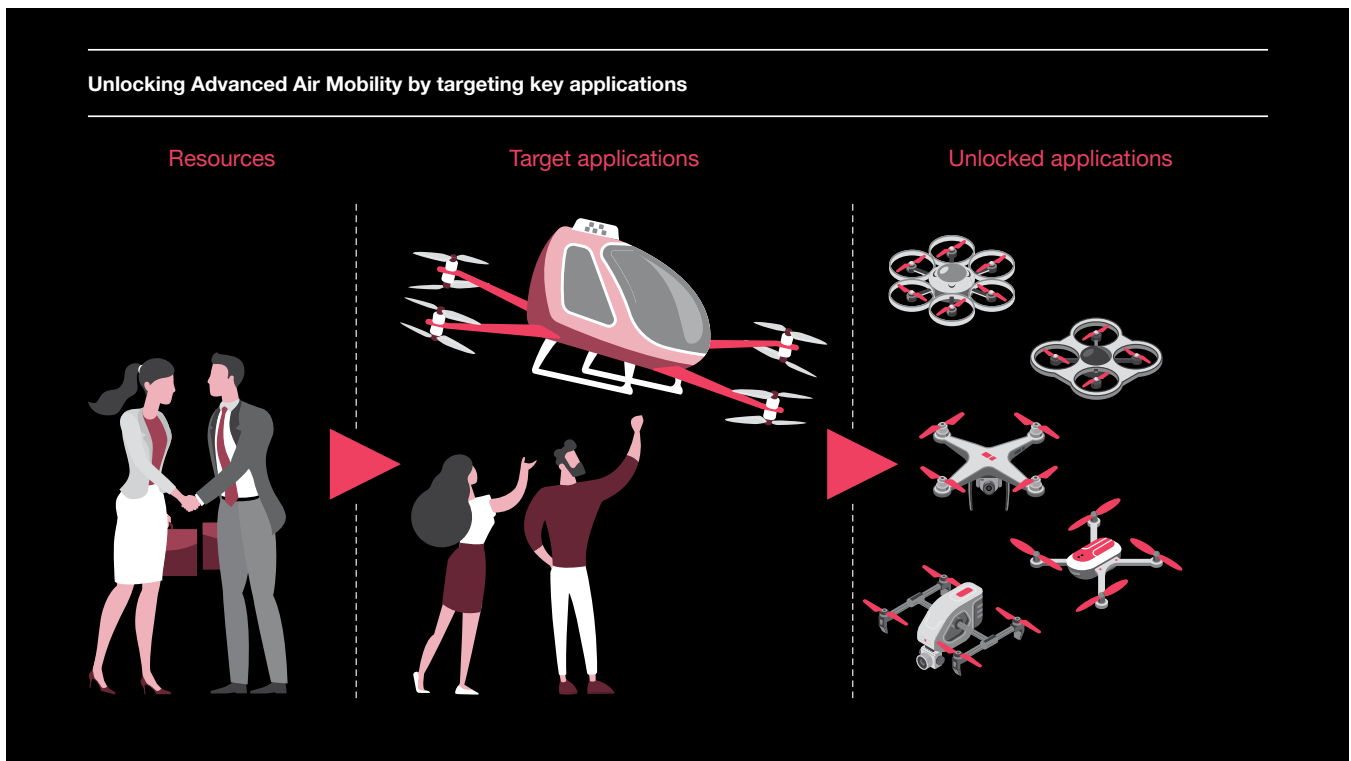 Unlocking Advanced Air Mobility by targeting key applications
Resources
Target applications
Unlocked applications